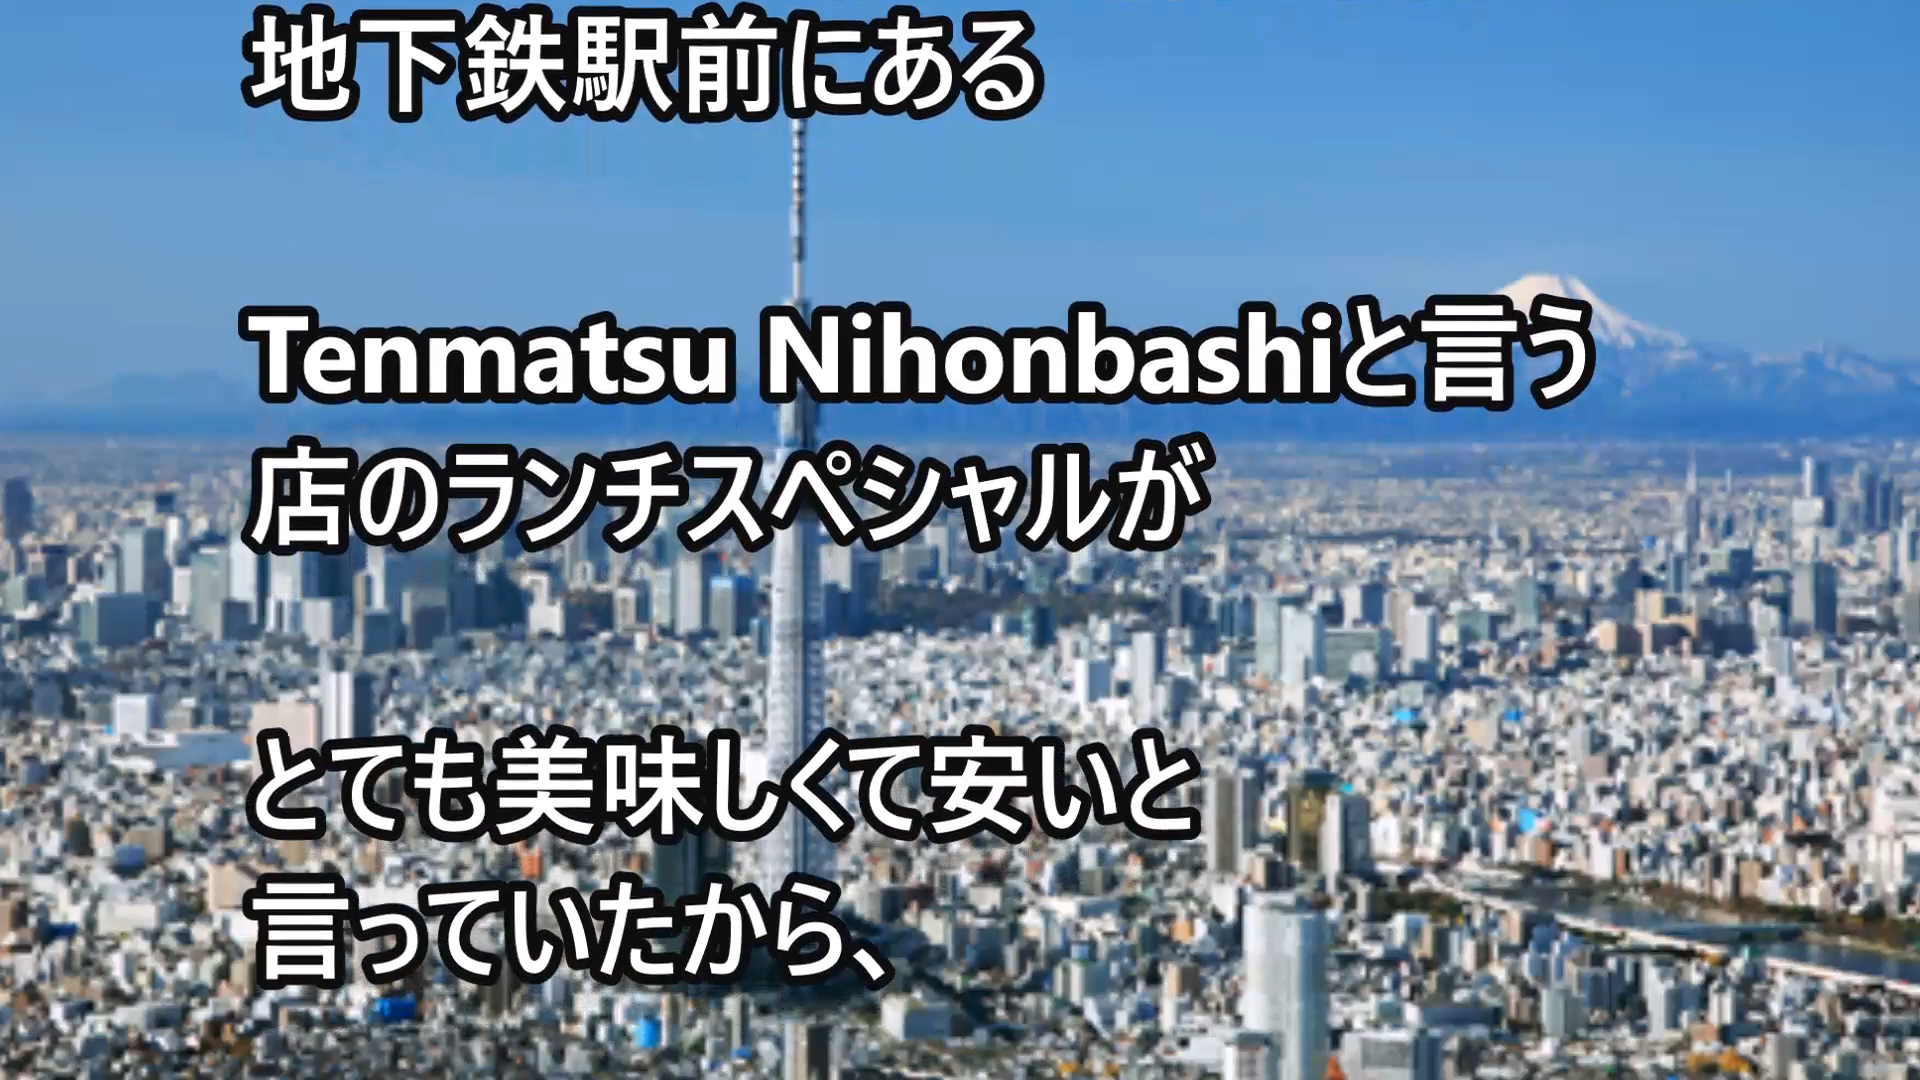 地下鉄駅前にある
Tenmatsu Nihonbashiと言う
店のランチスペシャルが
とても美味しくて安いと
言っていたから、